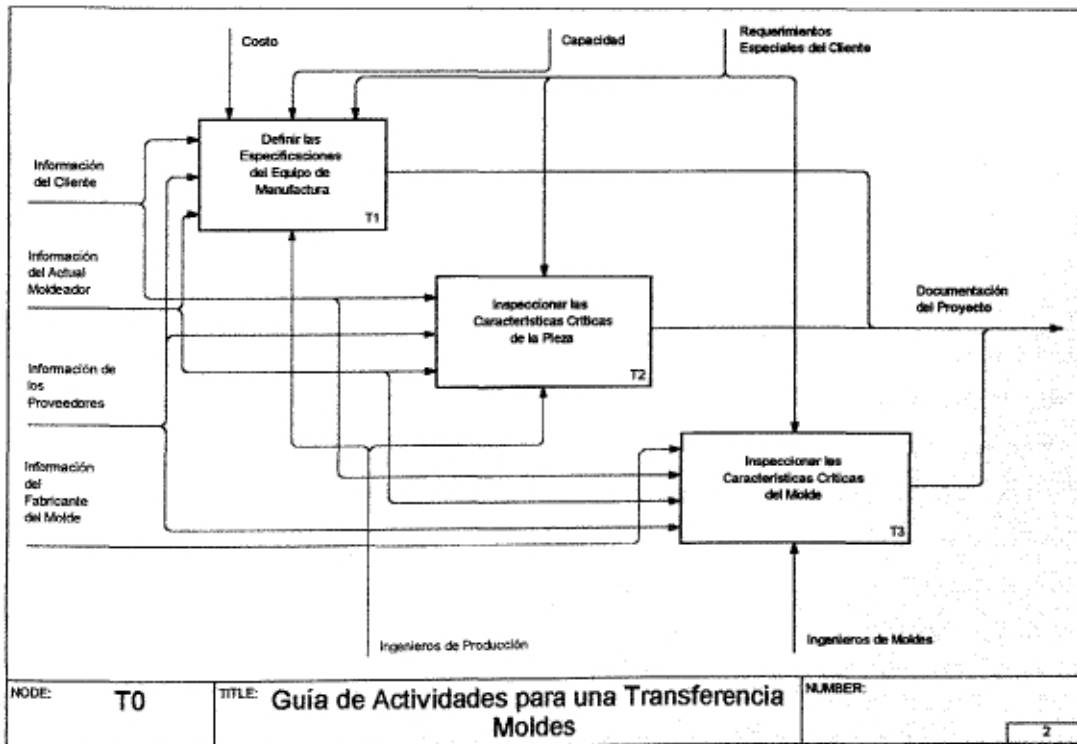 Costo
Capacidad
Requerimientos
Especiales del Cliente
Definir las
Especificaciones
del Equipo de
Manufactura
T1
Información
del Cliente
Información
del Actual
Moldeador
Inspeccionar las
Características Críticas
de la Pieza
T2
Documentación
del Proyecto
Información de
los
Proveedores
Información
del
Fabricante
del Molde
Inspeccionar las
Características Críticas
del Molde
T3
Ingenieros de Producción
Ingenieros de Moldes
NODE:
T0
TITLE:
Guía de Actividades para una Transferencia
Moldes
NUMBER:
2